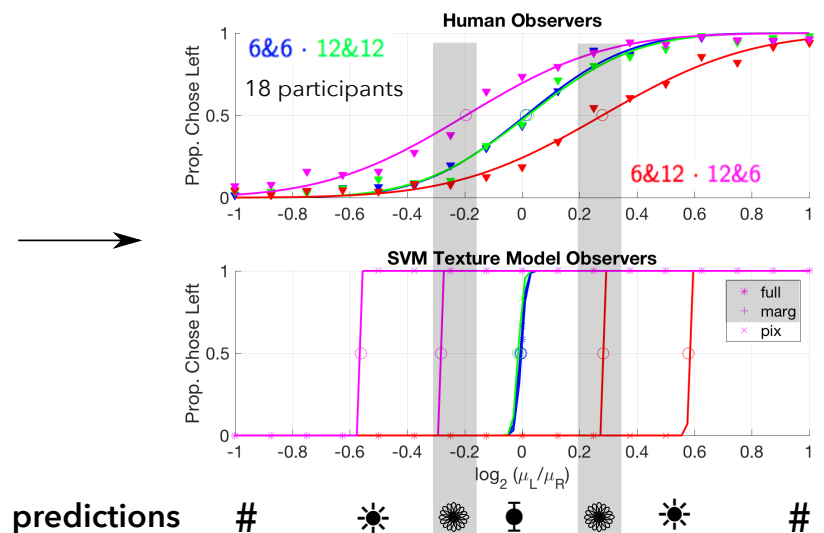 Human Observers
6&6 · 12&12
18 participants
6&12 · 12&6
Prop. Chose Left
1
0.5
0
-1 -0.8 -0.6 -0.4 -0.2 0 0.2 0.4 0.6 0.8 1
SVM Texture Model Observers
full
marg
pix
Prop. Chose Left
1
0.5
0
-1 -0.8 -0.6 -0.4 -0.2 0 0.2 0.4 0.6 0.8 1
log₂ (μL/μR)
predictions # #